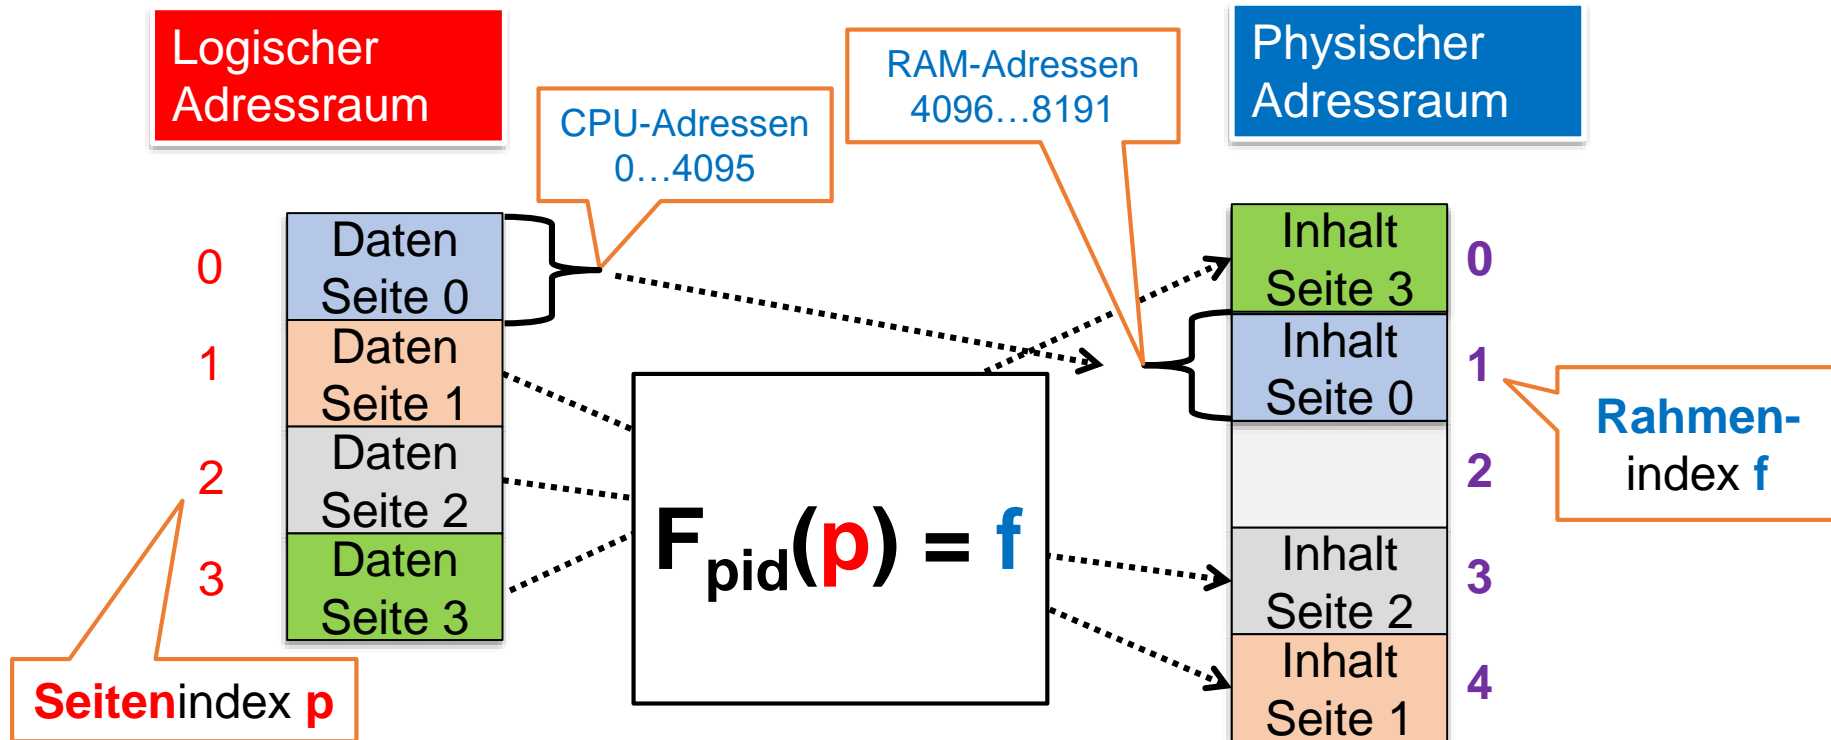 Logischer
Adressraum
CPU-Adressen
0…4095
RAM-Adressen
4096…8191
Physischer
Adressraum
0
Daten
Seite 0
1
Daten
Seite 1
2
Daten
Seite 2
3
Daten
Seite 3
Seitenindex p
F_pid(p) = f
Inhalt
Seite 3
0
Inhalt
Seite 0
1
2
Inhalt
Seite 2
3
Inhalt
Seite 1
4
Rahmen-
index f